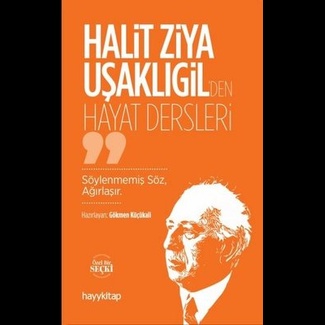 HALİT ZİYA
UŞAKLIGİL'DEN
HAYAT DERSLERİ
Söylenmemiş Söz,
Ağırlaşır.
Hazırlayan: Gökmen Küçükali
Özel Bir
SEÇKİ
hayykitap